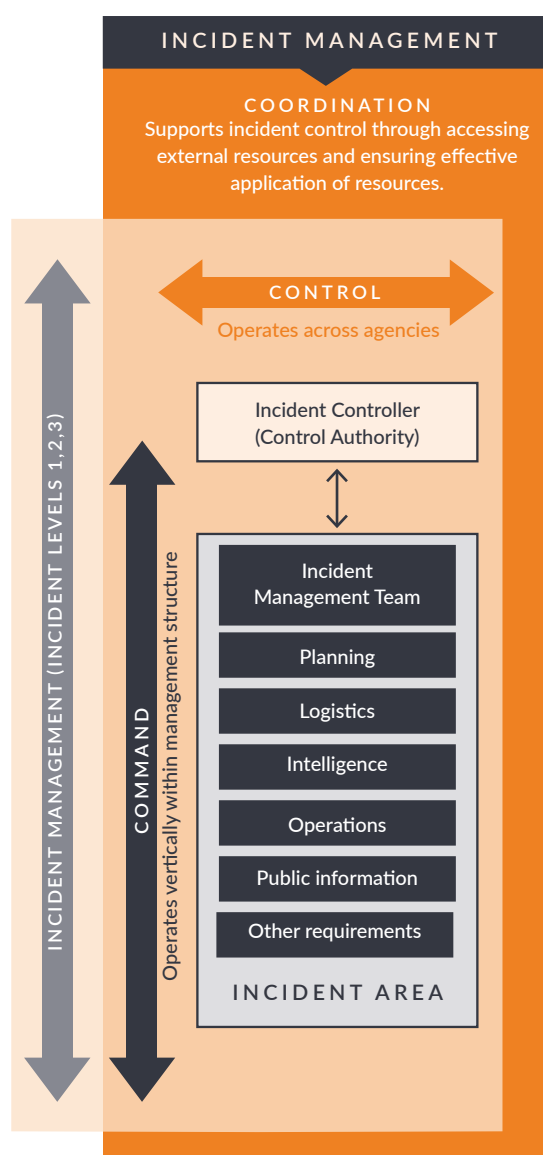 INCIDENT MANAGEMENT
COORDINATION
Supports incident control through accessing
external resources and ensuring effective
application of resources.
CONTROL
Operates across agencies
INCIDENT MANAGEMENT (INCIDENT LEVELS 1,2,3)
COMMAND
Operates vertically within management structure
Incident Controller
(Control Authority)
Incident
Management Team
Planning
Logistics
Intelligence
Operations
Public information
Other requirements
INCIDENT AREA